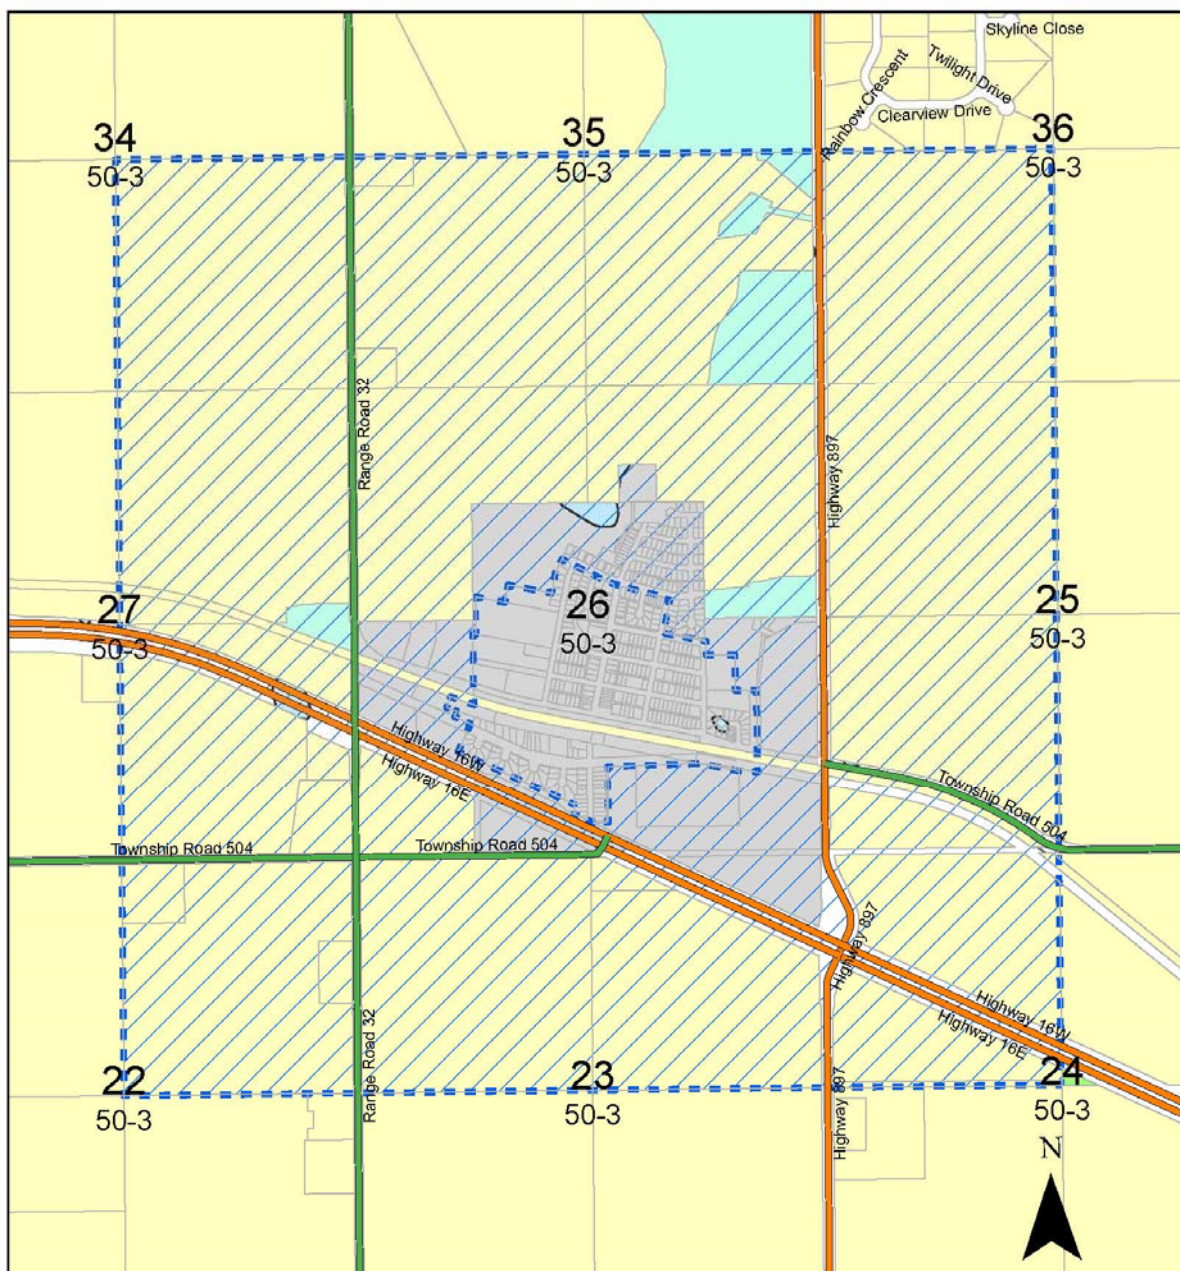 Skyline Close
Twilight Drive
Rainbow Crescent
Clearview Drive
34
50-3
35
50-3
36
50-3
Range Road 32
Highway 897
27
50-3
26
50-3
25
50-3
Highway 16W
Highway 16E
Township Road 504
Township Road 504
Township Road 504
Highway 897
Highway 16W
Highway 16E
Range Road 32
Highway 897
22
50-3
23
50-3
24
50-3
N